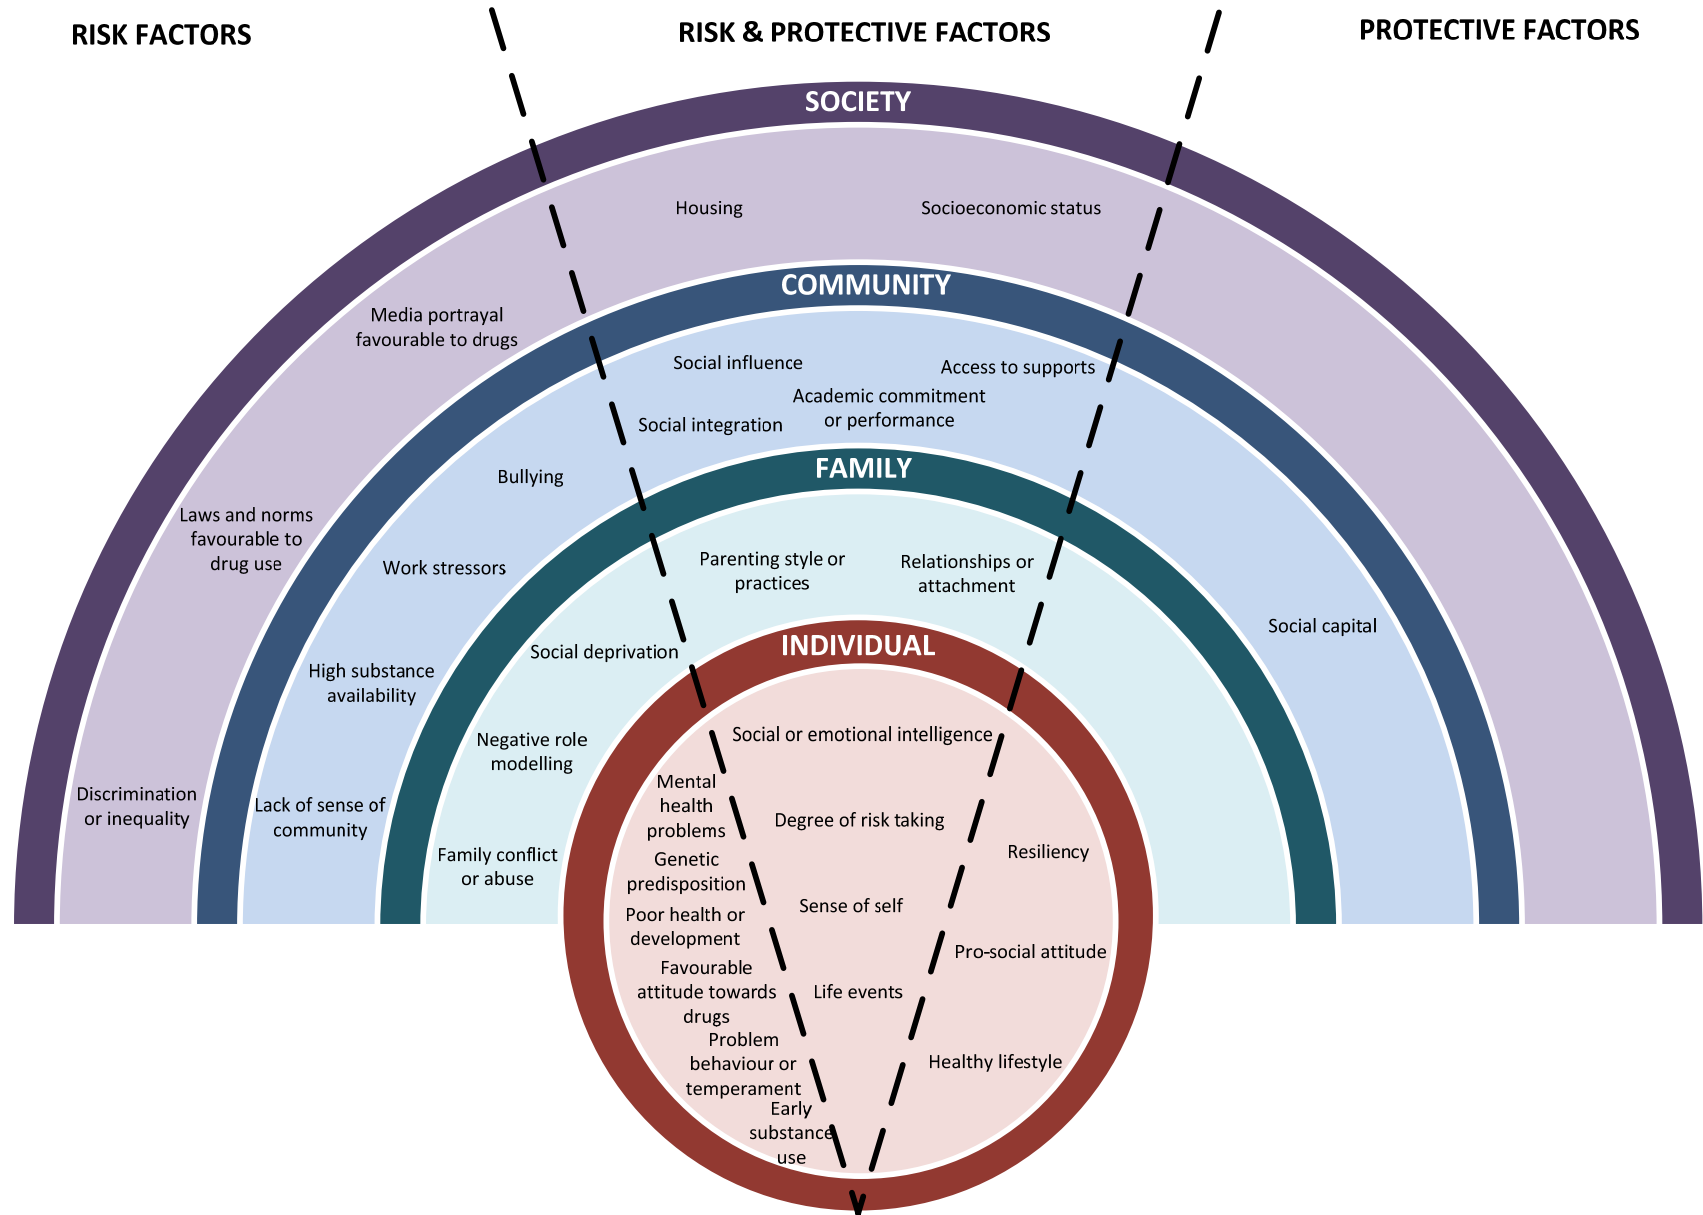 RISK FACTORS
RISK & PROTECTIVE FACTORS
PROTECTIVE FACTORS
SOCIETY
Housing
Socioeconomic status
Media portrayal
favourable to drugs
Laws and norms
favourable to
drug use
Discrimination
or inequality
COMMUNITY
Social influence
Access to supports
Academic commitment
or performance
Social integration
Bullying
Work stressors
High substance
availability
Lack of sense of
community
Social capital
FAMILY
Parenting style or
practices
Relationships or
attachment
Social deprivation
Negative role
modelling
Family conflict
or abuse
INDIVIDUAL
Social or emotional intelligence
Mental
health
problems
Degree of risk taking
Resiliency
Genetic
predisposition
Sense of self
Poor health or
development
Pro-social attitude
Favourable
attitude towards
drugs
Life events
Problem
behaviour or
temperament
Healthy lifestyle
Early
substance
use